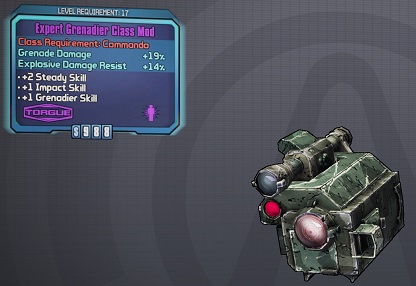 LEVEL REQUIREMENT: 17
Expert Grenadier Class Mod
Class Requirement: Commando
Grenade Damage +19%
Explosive Damage Resist +14%
• +2 Steady Skill
• +1 Impact Skill
• +1 Grenadier Skill
TORGUE
$988